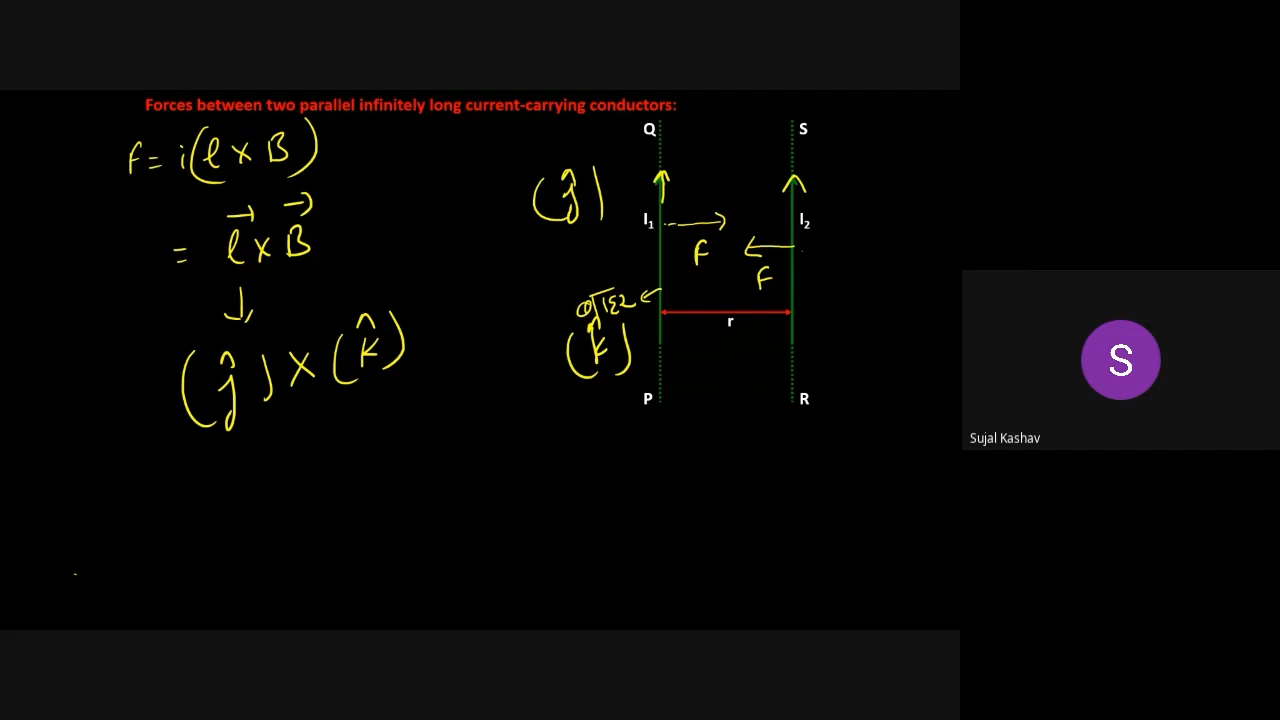 Forces between two parallel infinitely long current-carrying conductors:
F = i(l × B)
= l⃗ × B⃗
↓
(ĵ) × (k̂)
Q S
(ĵ)
I₁ I₂
F
F
r
(k̂)
P R
S
Sujal Kashav